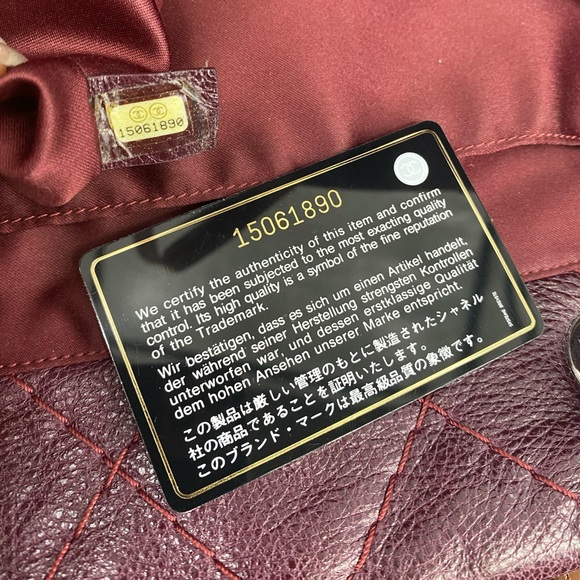 15061890
15061890
We certify the authenticity of this item and confirm
that it has been subjected to the most exacting quality
control. Its high quality is a symbol of the fine reputation
of the Trademark.
Wir bestätigen, dass es sich um einen Artikel handelt,
der während seiner Herstellung strengsten Kontrollen
unterworfen war, und dessen erstklassige Qualität
dem hohen Ansehen unserer Marke entspricht.
この製品は厳しい管理のもとに製造されたシャネル
社の商品であることを証明いたします。
このブランド・マークは最高級品質の象徴です。